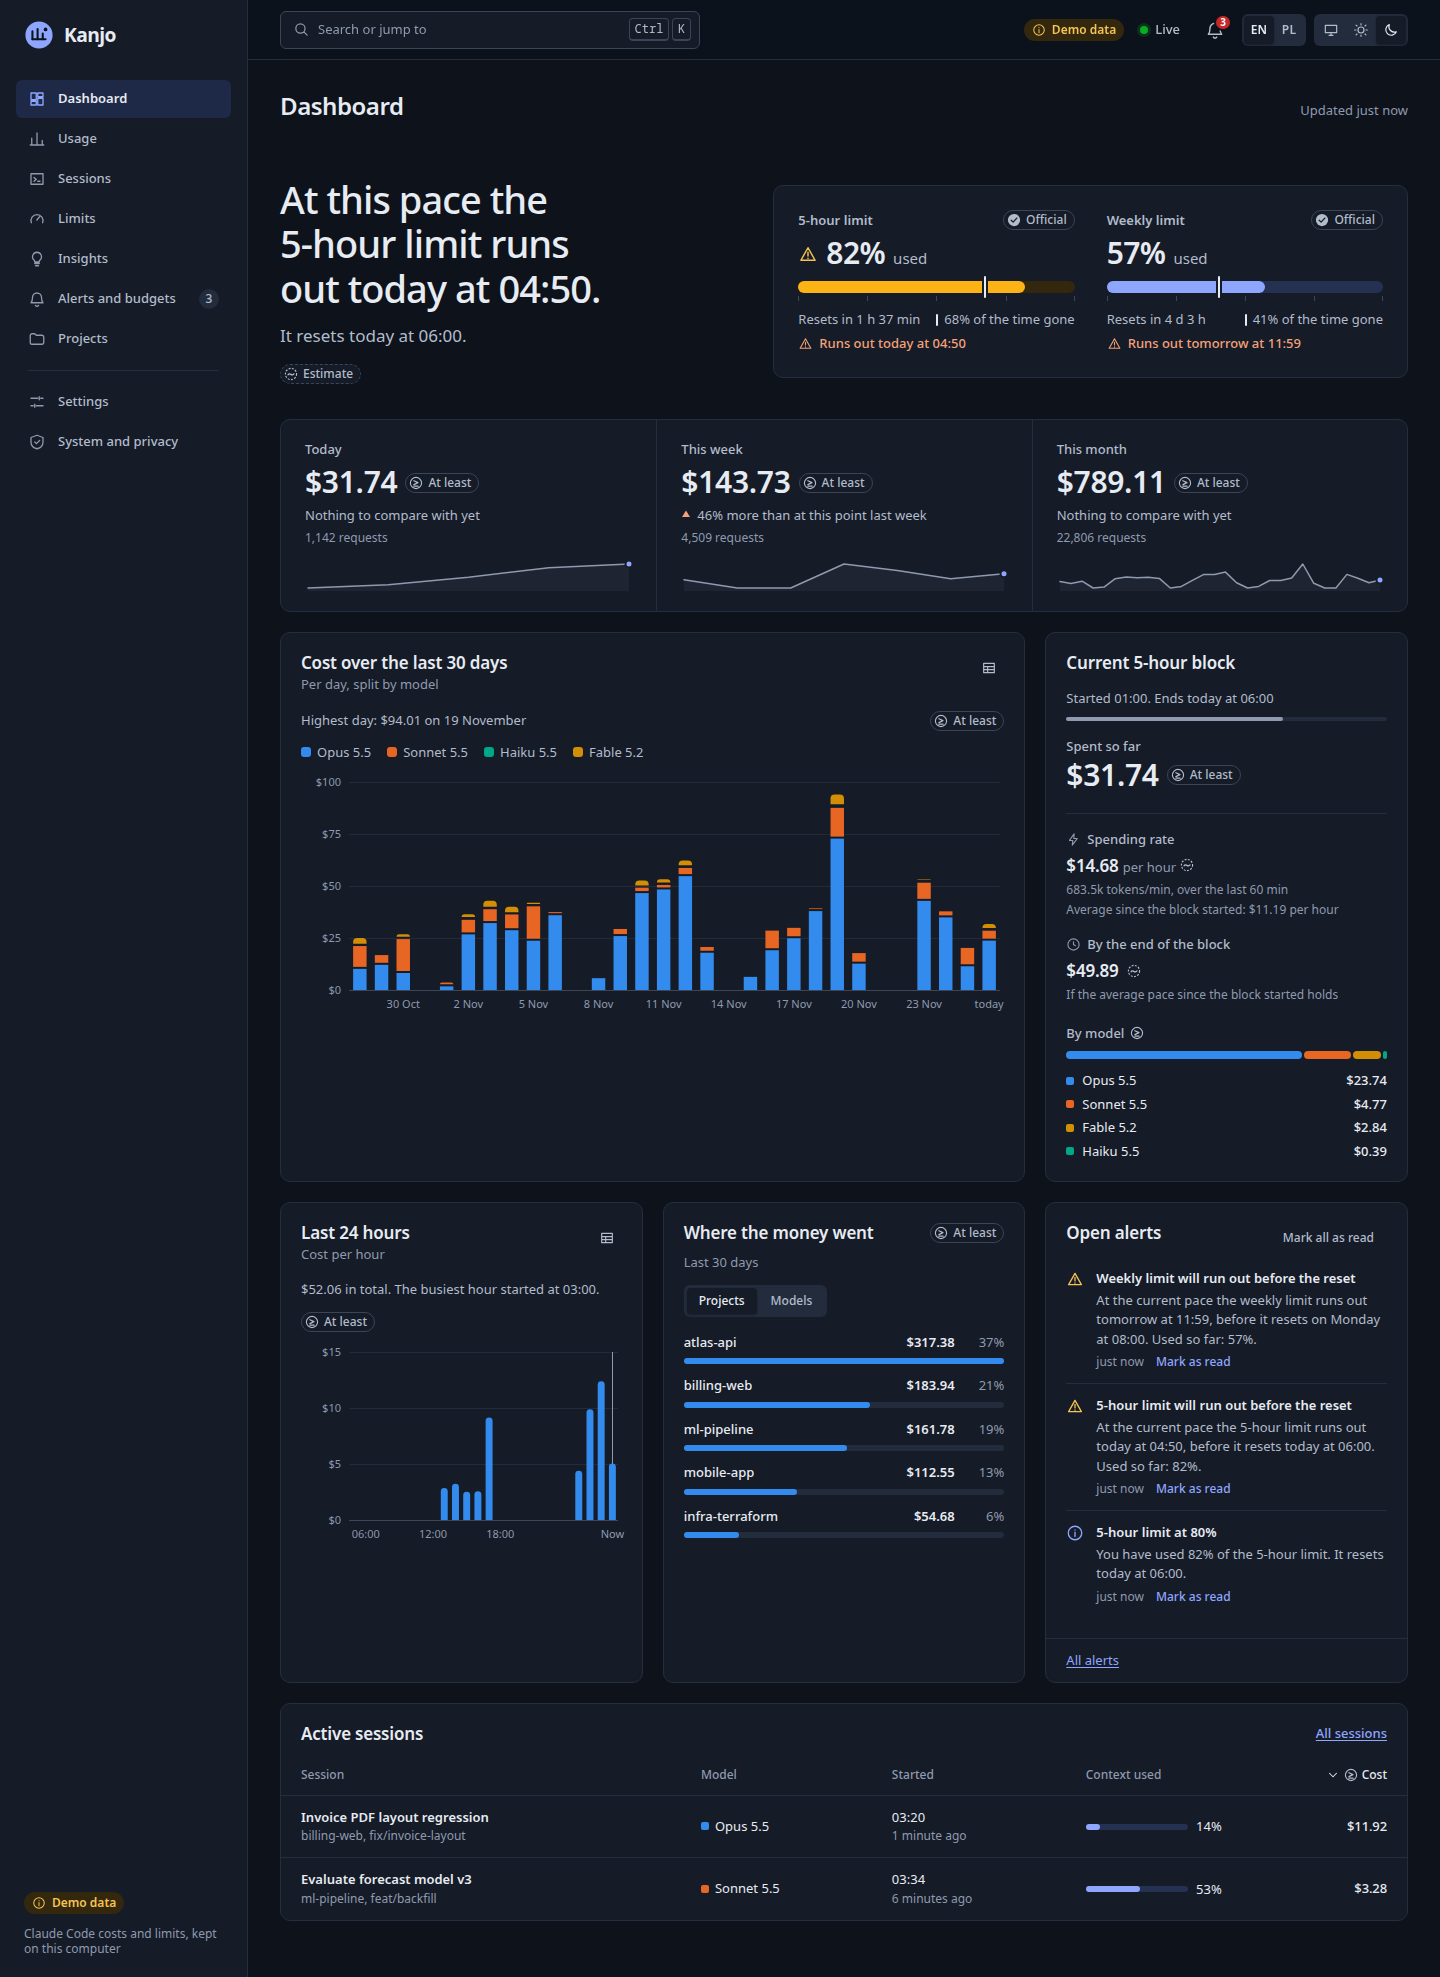 Kanjo
Search or jump to
Ctrl K
Demo data
Live
3
EN PL
Dashboard
Usage
Sessions
Limits
Insights
Alerts and budgets 3
Projects
Settings
System and privacy
Dashboard
Updated just now
At this pace the
5-hour limit runs
out today at 04:50.
It resets today at 06:00.
Estimate
5-hour limit Official
82% used
Resets in 1 h 37 min 68% of the time gone
Runs out today at 04:50
Weekly limit Official
57% used
Resets in 4 d 3 h 41% of the time gone
Runs out tomorrow at 11:59
Today
$31.74 At least
Nothing to compare with yet
1,142 requests
This week
$143.73 At least
46% more than at this point last week
4,509 requests
This month
$789.11 At least
Nothing to compare with yet
22,806 requests
Cost over the last 30 days
Per day, split by model
Highest day: $94.01 on 19 November At least
Opus 5.5 Sonnet 5.5 Haiku 5.5 Fable 5.2
$100
$75
$50
$25
$0
30 Oct 2 Nov 5 Nov 8 Nov 11 Nov 14 Nov 17 Nov 20 Nov 23 Nov today
Current 5-hour block
Started 01:00. Ends today at 06:00
Spent so far
$31.74 At least
Spending rate
$14.68 per hour
683.5k tokens/min, over the last 60 min
Average since the block started: $11.19 per hour
By the end of the block
$49.89
If the average pace since the block started holds
By model
Opus 5.5 $23.74
Sonnet 5.5 $4.77
Fable 5.2 $2.84
Haiku 5.5 $0.39
Last 24 hours
Cost per hour
$52.06 in total. The busiest hour started at 03:00.
At least
$15
$10
$5
$0
06:00 12:00 18:00 Now
Where the money went At least
Last 30 days
Projects Models
atlas-api $317.38 37%
billing-web $183.94 21%
ml-pipeline $161.78 19%
mobile-app $112.55 13%
infra-terraform $54.68 6%
Open alerts Mark all as read
Weekly limit will run out before the reset
At the current pace the weekly limit runs out
tomorrow at 11:59, before it resets on Monday
at 08:00. Used so far: 57%.
just now Mark as read
5-hour limit will run out before the reset
At the current pace the 5-hour limit runs out
today at 04:50, before it resets today at 06:00.
Used so far: 82%.
just now Mark as read
5-hour limit at 80%
You have used 82% of the 5-hour limit. It resets
today at 06:00.
just now Mark as read
All alerts
Active sessions All sessions
Session Model Started Context used Cost
Invoice PDF layout regression
billing-web, fix/invoice-layout
Opus 5.5
03:20
1 minute ago
14%
$11.92
Evaluate forecast model v3
ml-pipeline, feat/backfill
Sonnet 5.5
03:34
6 minutes ago
53%
$3.28
Demo data
Claude Code costs and limits, kept
on this computer